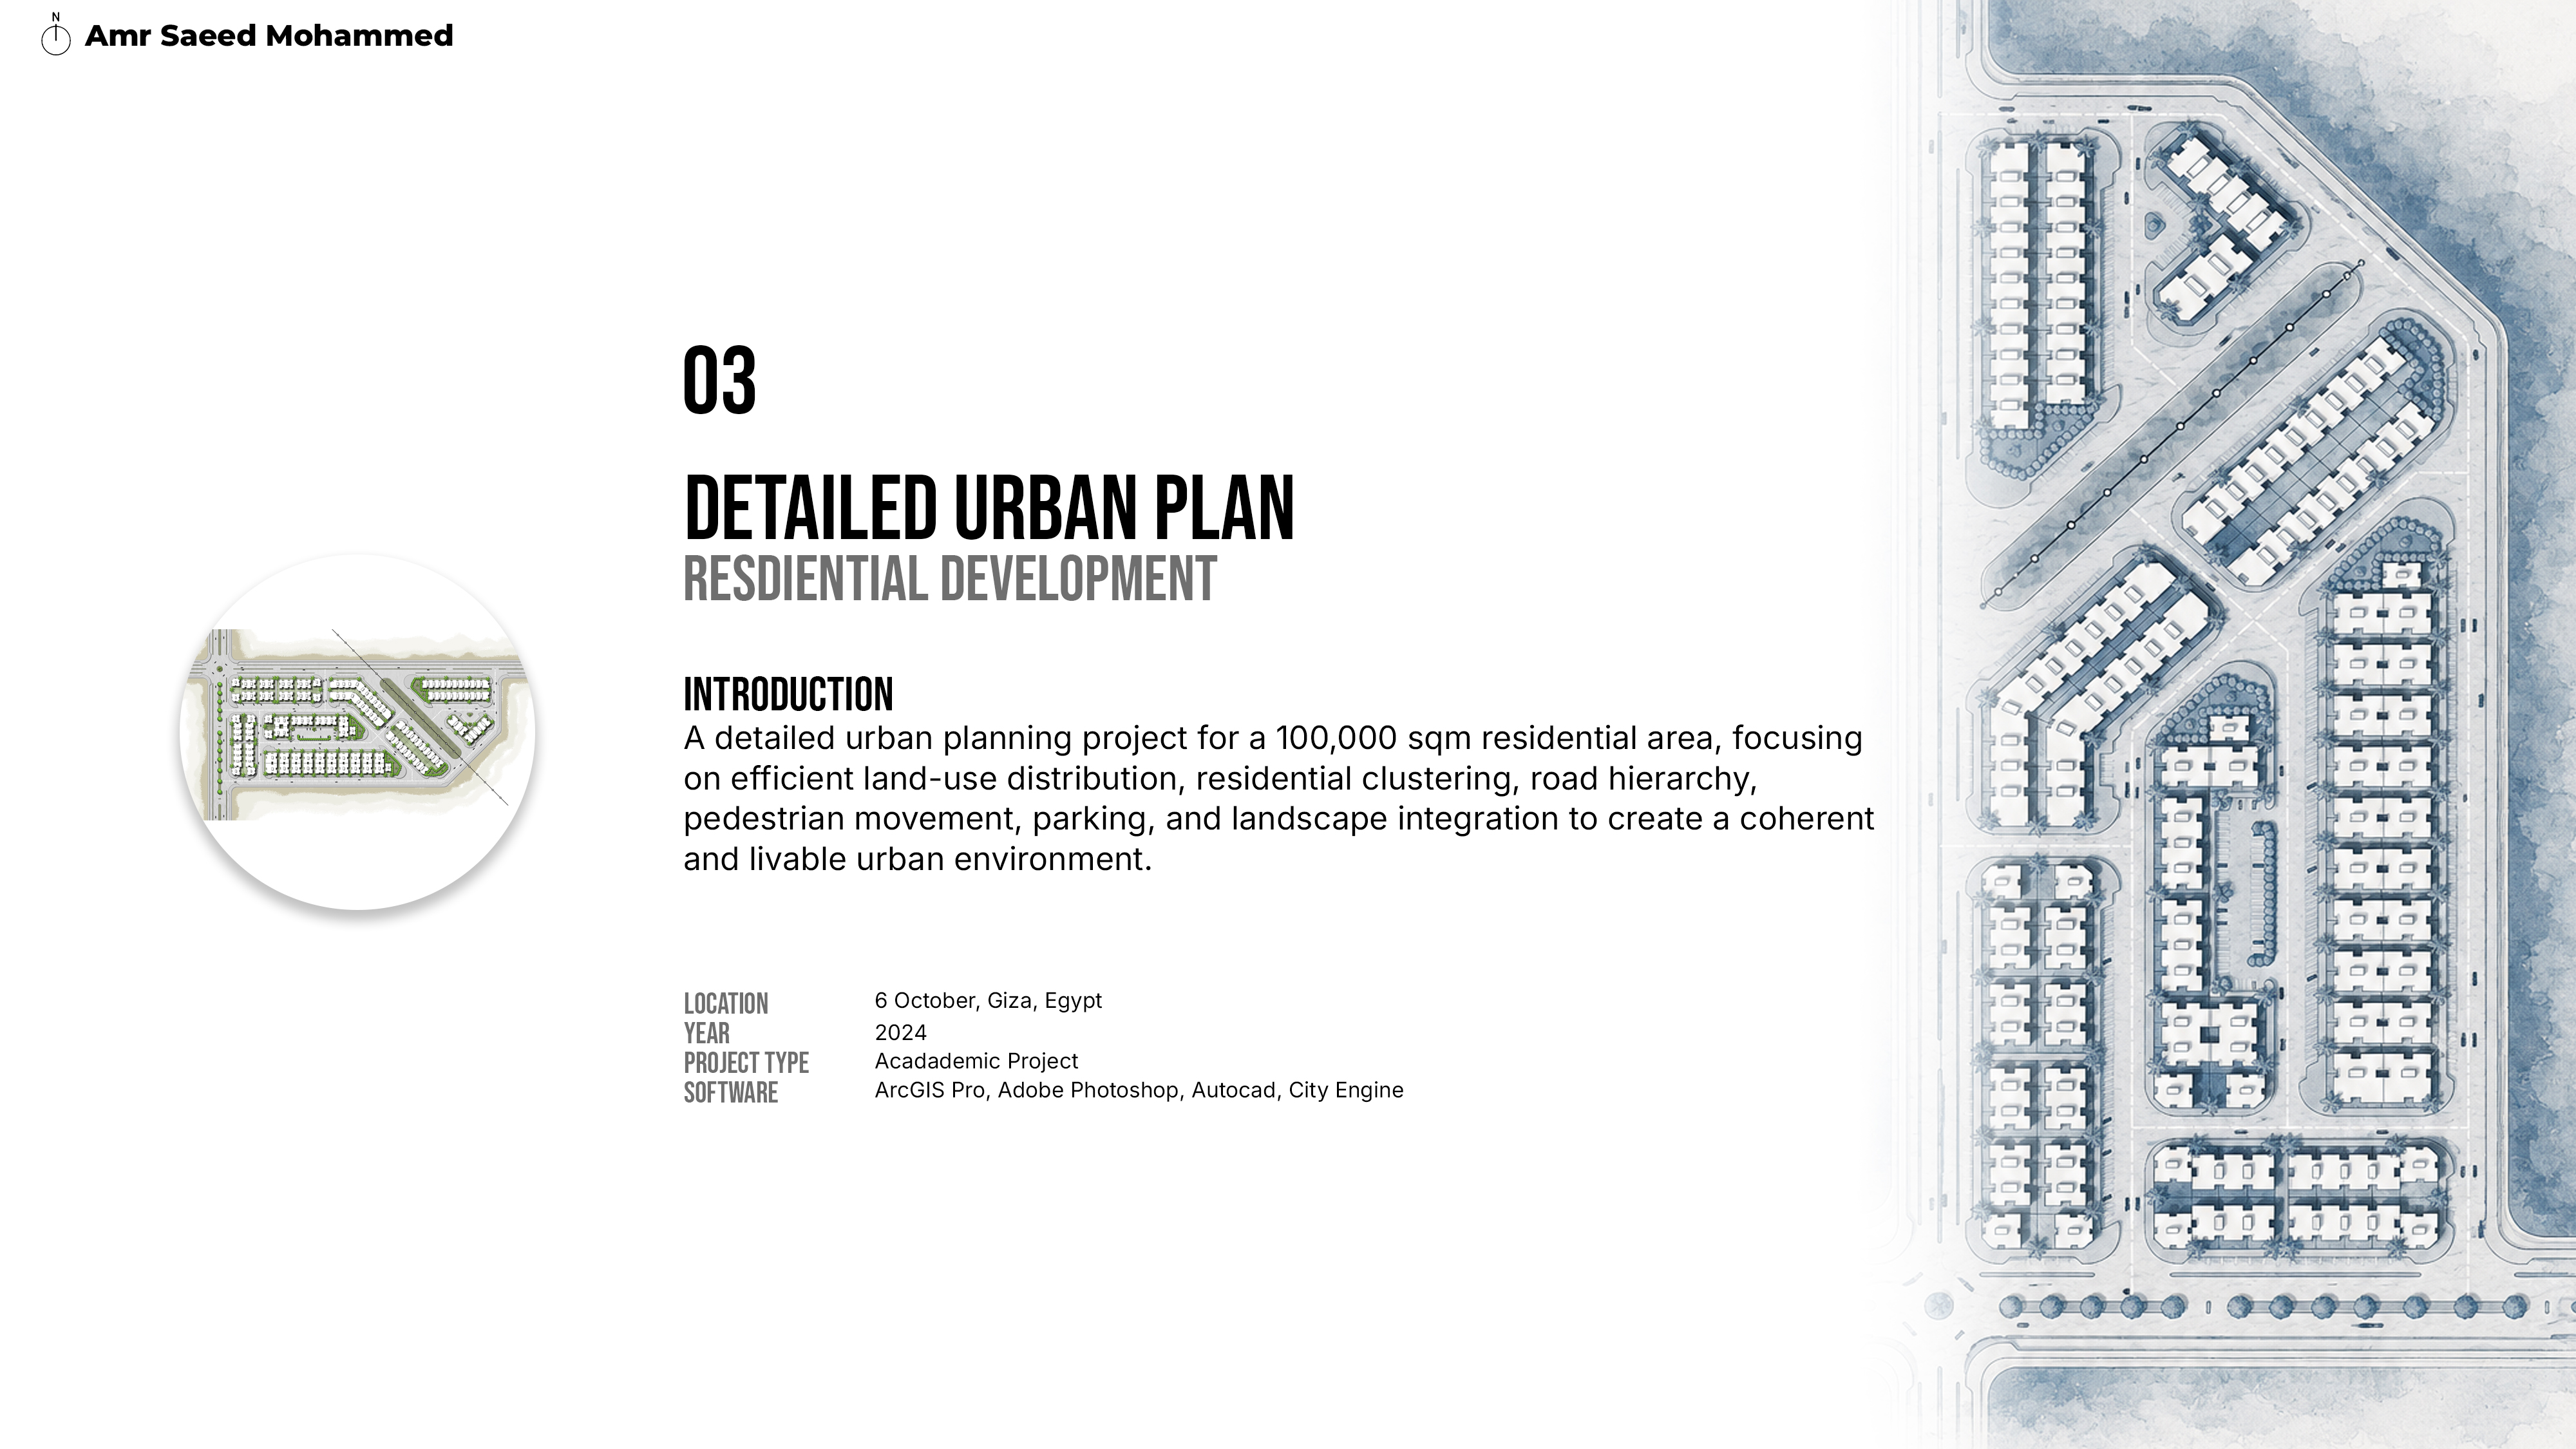 N
Amr Saeed Mohammed
03
DETAILED URBAN PLAN
RESDIENTIAL DEVELOPMENT
INTRODUCTION
A detailed urban planning project for a 100,000 sqm residential area, focusing
on efficient land-use distribution, residential clustering, road hierarchy,
pedestrian movement, parking, and landscape integration to create a coherent
and livable urban environment.
LOCATION 6 October, Giza, Egypt
YEAR 2024
PROJECT TYPE Acadademic Project
SOFTWARE ArcGIS Pro, Adobe Photoshop, Autocad, City Engine